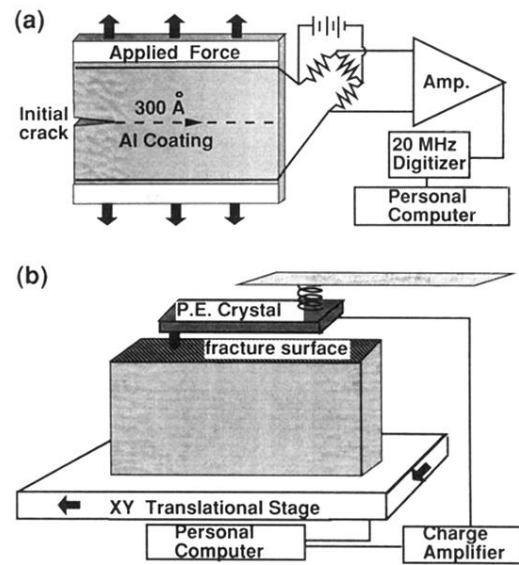 (a)
Applied Force
Initial
crack
300 Å
Al Coating
Amp.
20 MHz
Digitizer
Personal
Computer
(b)
P.E. Crystal
fracture surface
XY Translational Stage
Personal
Computer
Charge
Amplifier